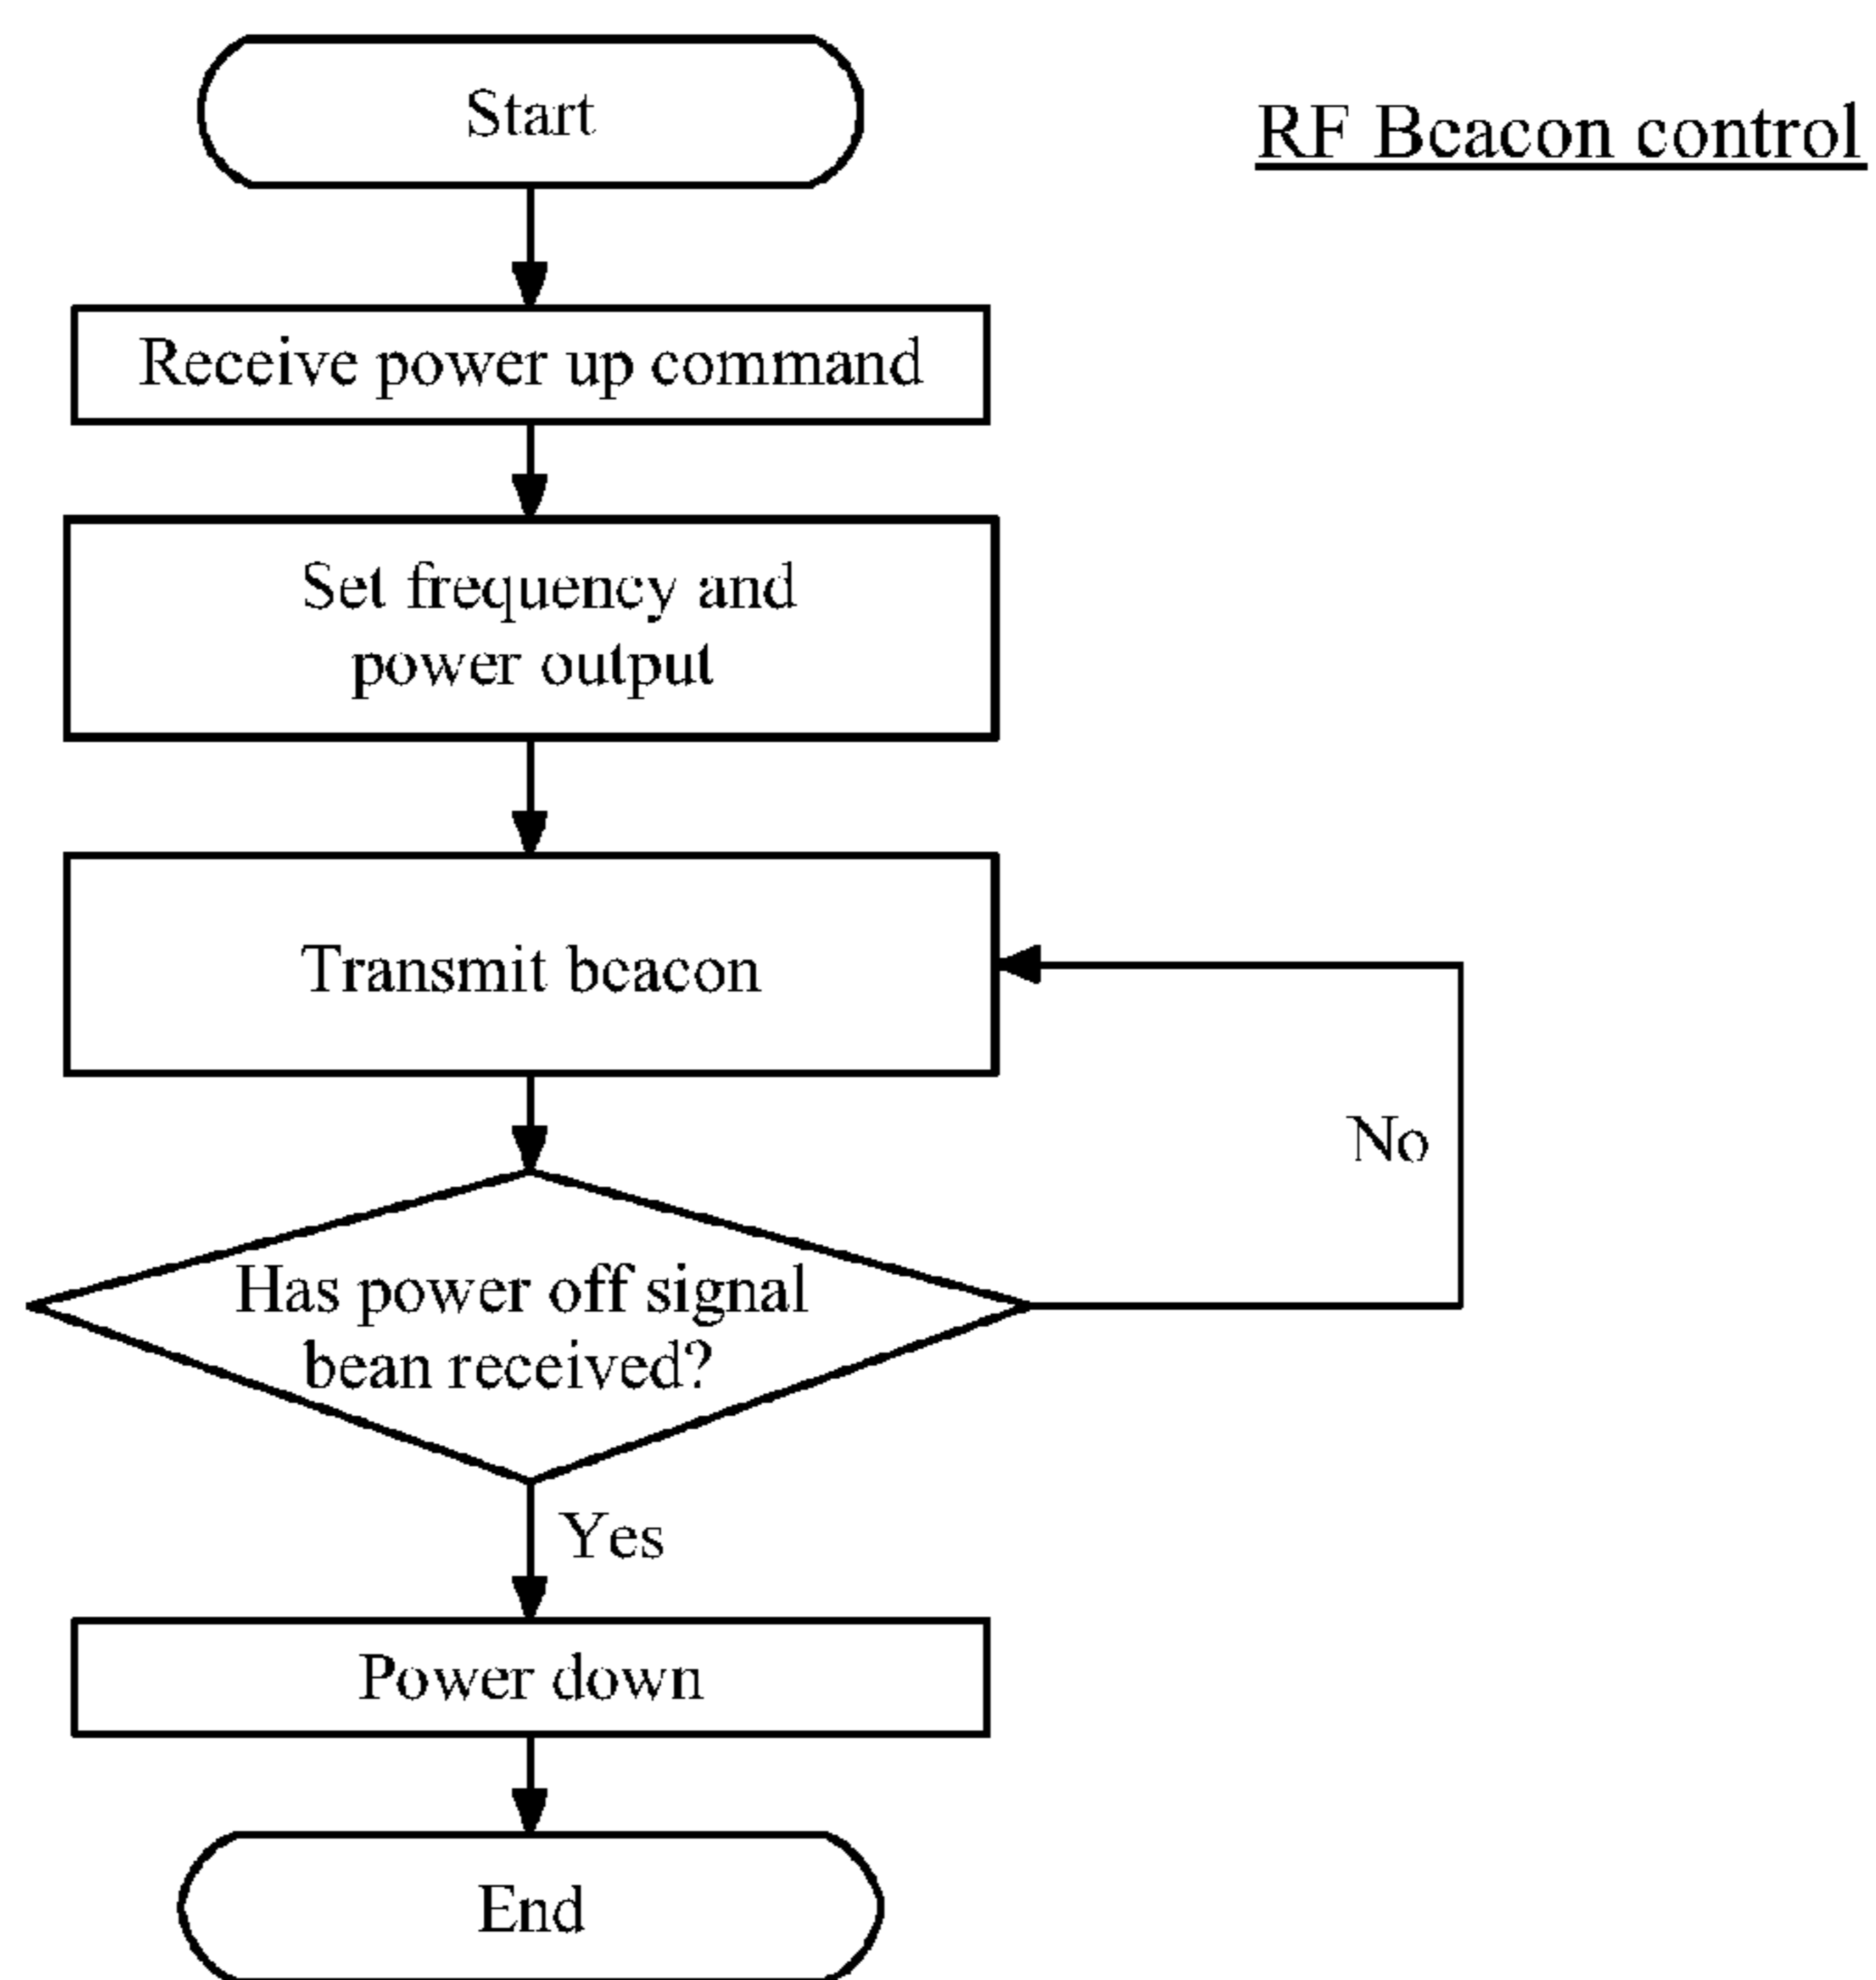 Start
RF Beacon control
Receive power up command
Set frequency and
power output
Transmit beacon
No
Has power off signal
bean received?
Yes
Power down
End